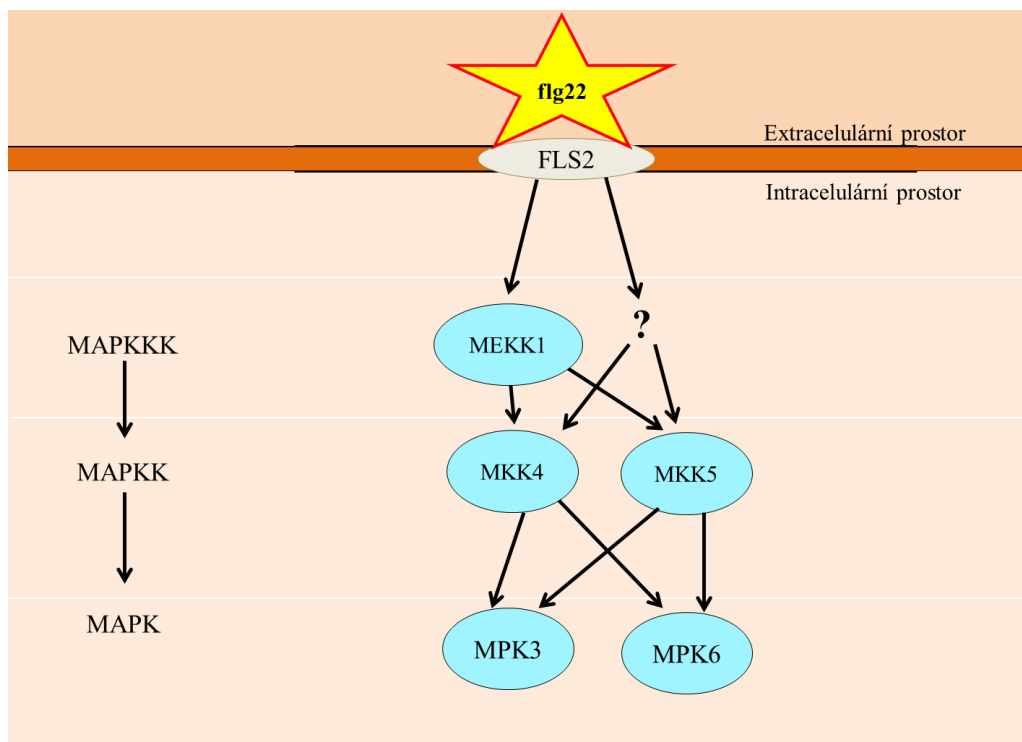 flg22
Extracelulární prostor
FLS2
Intracelulární prostor
MAPKKK
MEKK1
?
MAPKK
MKK4
MKK5
MAPK
MPK3
MPK6